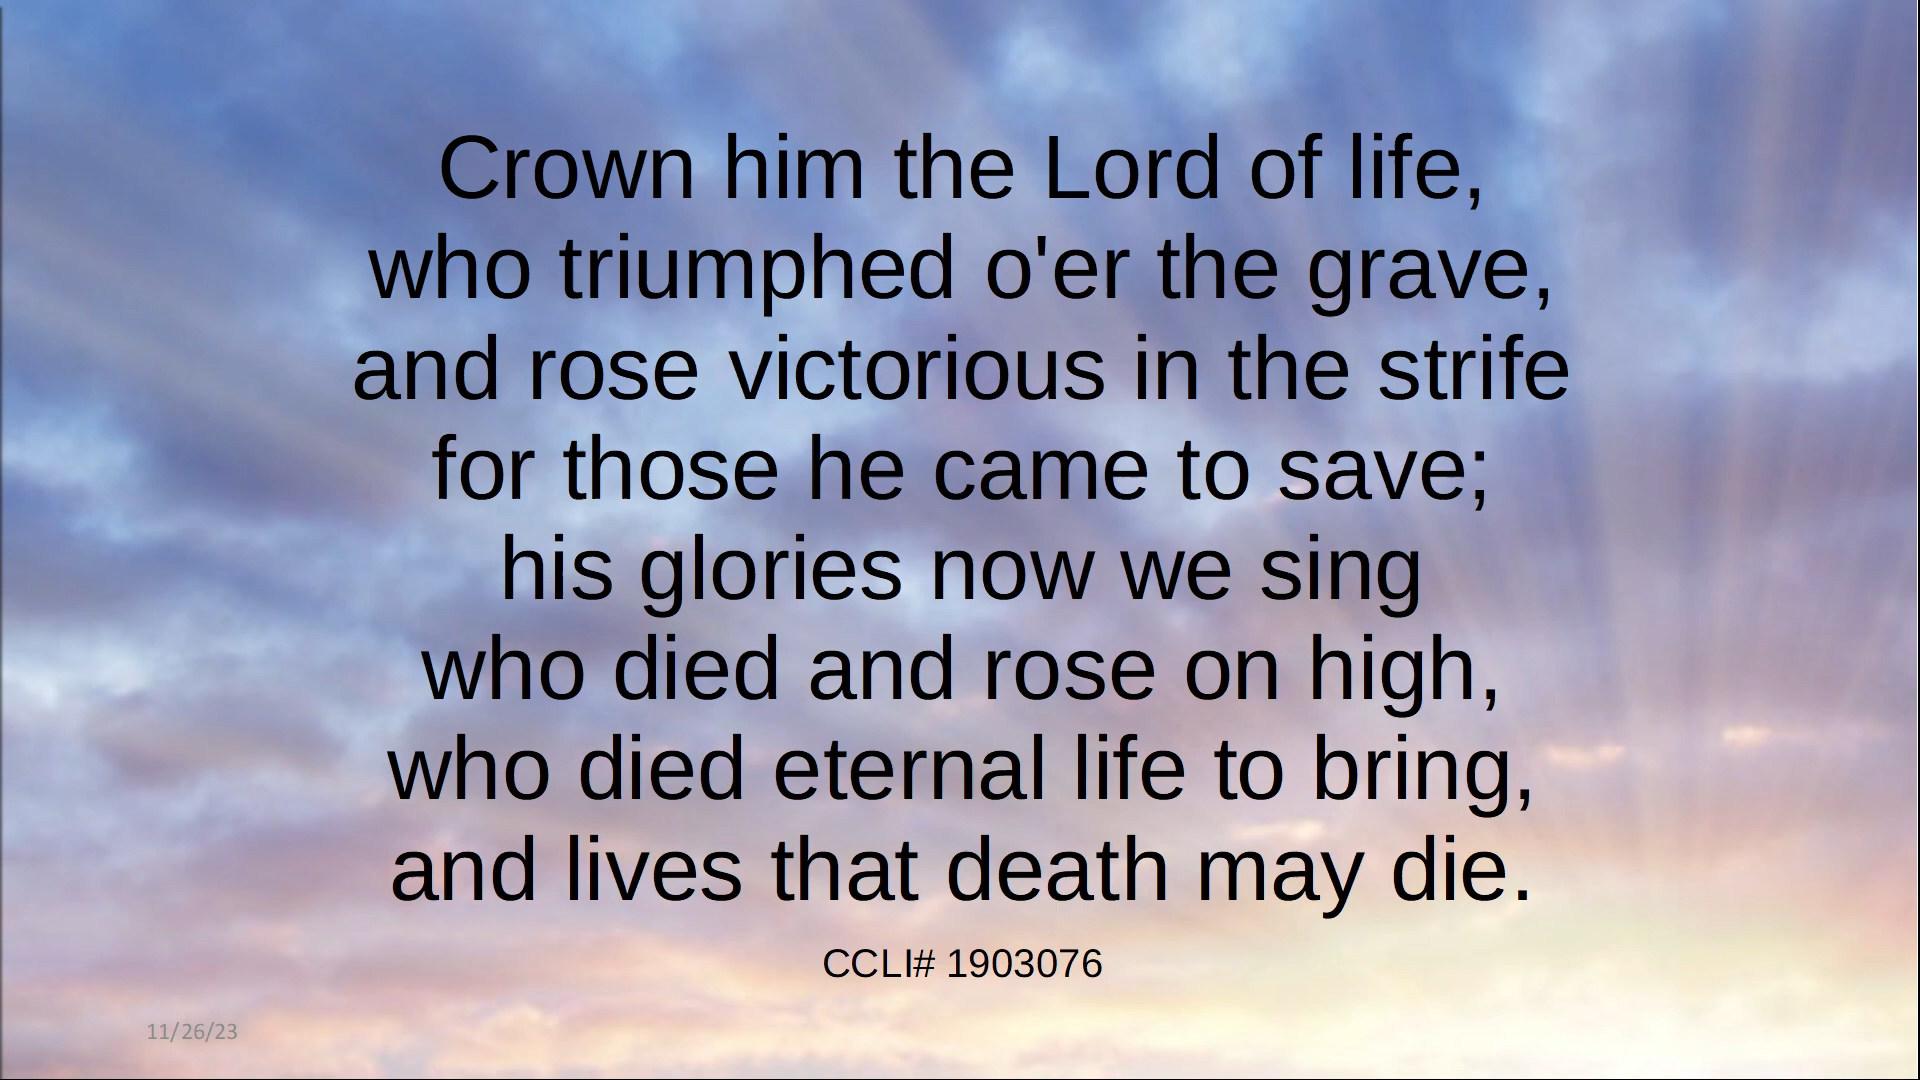 Crown him the Lord of life,
who triumphed o'er the grave,
and rose victorious in the strife
for those he came to save;
his glories now we sing
who died and rose on high,
who died eternal life to bring,
and lives that death may die.
CCLI# 1903076
11/26/23